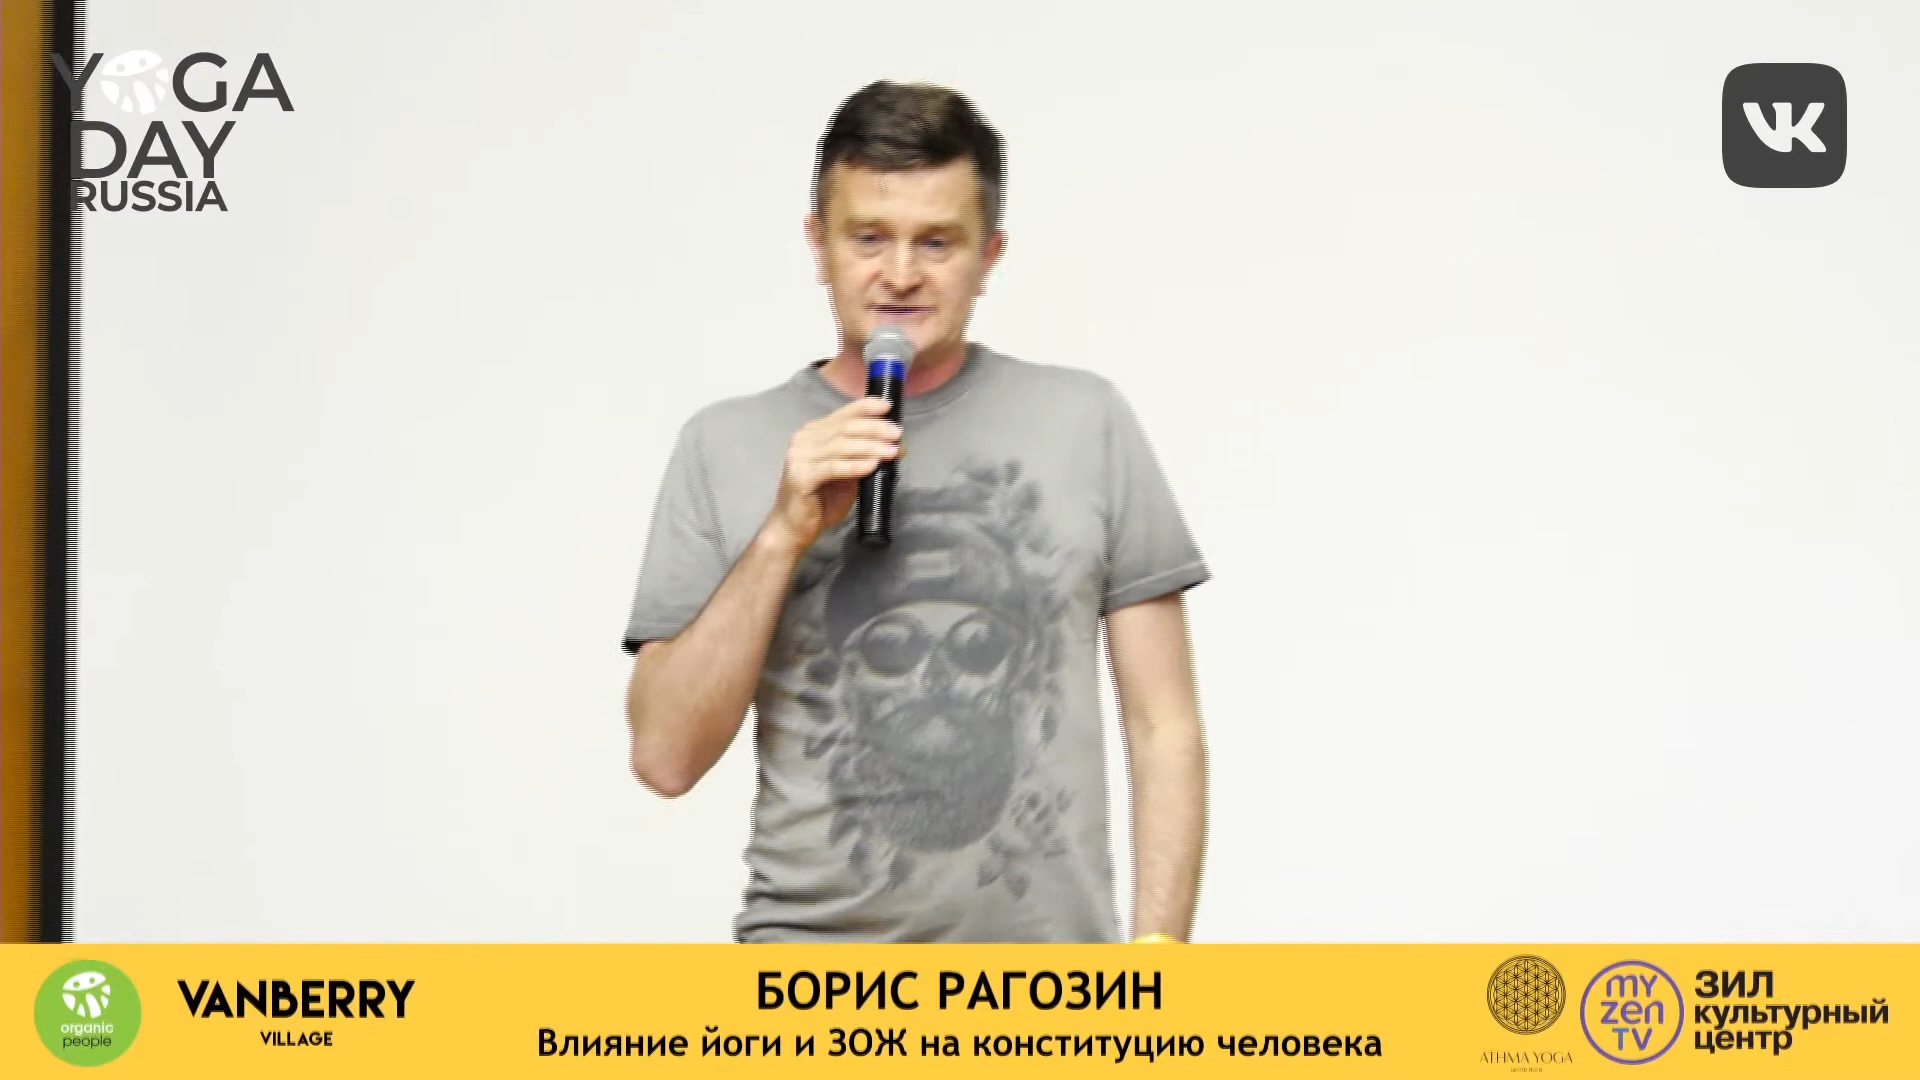 YOGA
DAY
RUSSIA
VK
organic
people
VANBERRY
VILLAGE
БОРИС РАГОЗИН
Влияние йоги и ЗОЖ на конституцию человека
ATHMA YOGA
my
zen
TV
ЗИЛ
культурный
центр